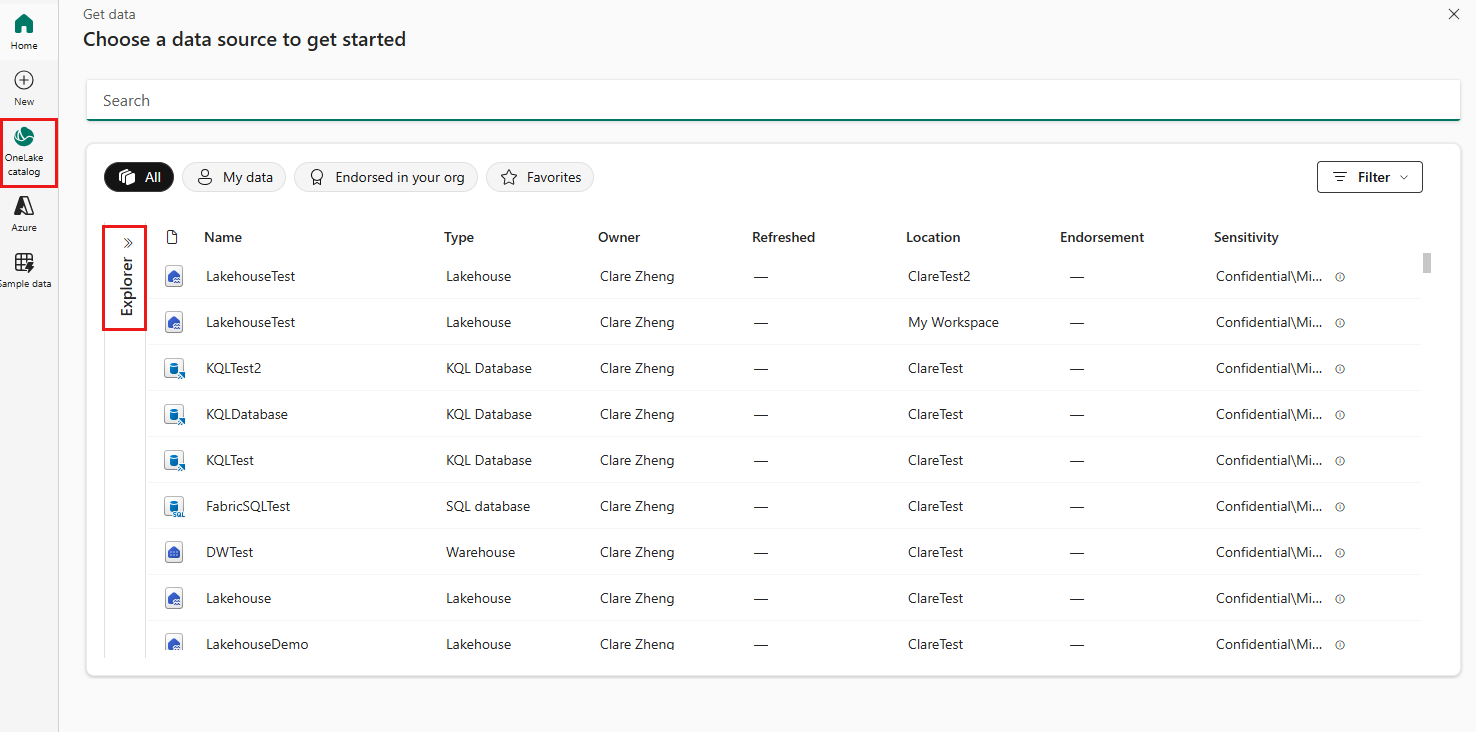 Home
New
OneLake
catalog
Azure
Sample data
Get data
Choose a data source to get started
Search
All My data Endorsed in your org Favorites Filter
Explorer
Name Type Owner Refreshed Location Endorsement Sensitivity
LakehouseTest Lakehouse Clare Zheng — ClareTest2 — Confidential\Mi...
LakehouseTest Lakehouse Clare Zheng — My Workspace — Confidential\Mi...
KQLTest2 KQL Database Clare Zheng — ClareTest — Confidential\Mi...
KQLDatabase KQL Database Clare Zheng — ClareTest — Confidential\Mi...
KQLTest KQL Database Clare Zheng — ClareTest — Confidential\Mi...
SQL FabricSQLTest SQL database Clare Zheng — ClareTest — Confidential\Mi...
DWTest Warehouse Clare Zheng — ClareTest — Confidential\Mi...
Lakehouse Lakehouse Clare Zheng — ClareTest — Confidential\Mi...
LakehouseDemo Lakehouse Clare Zheng — ClareTest — Confidential\Mi...